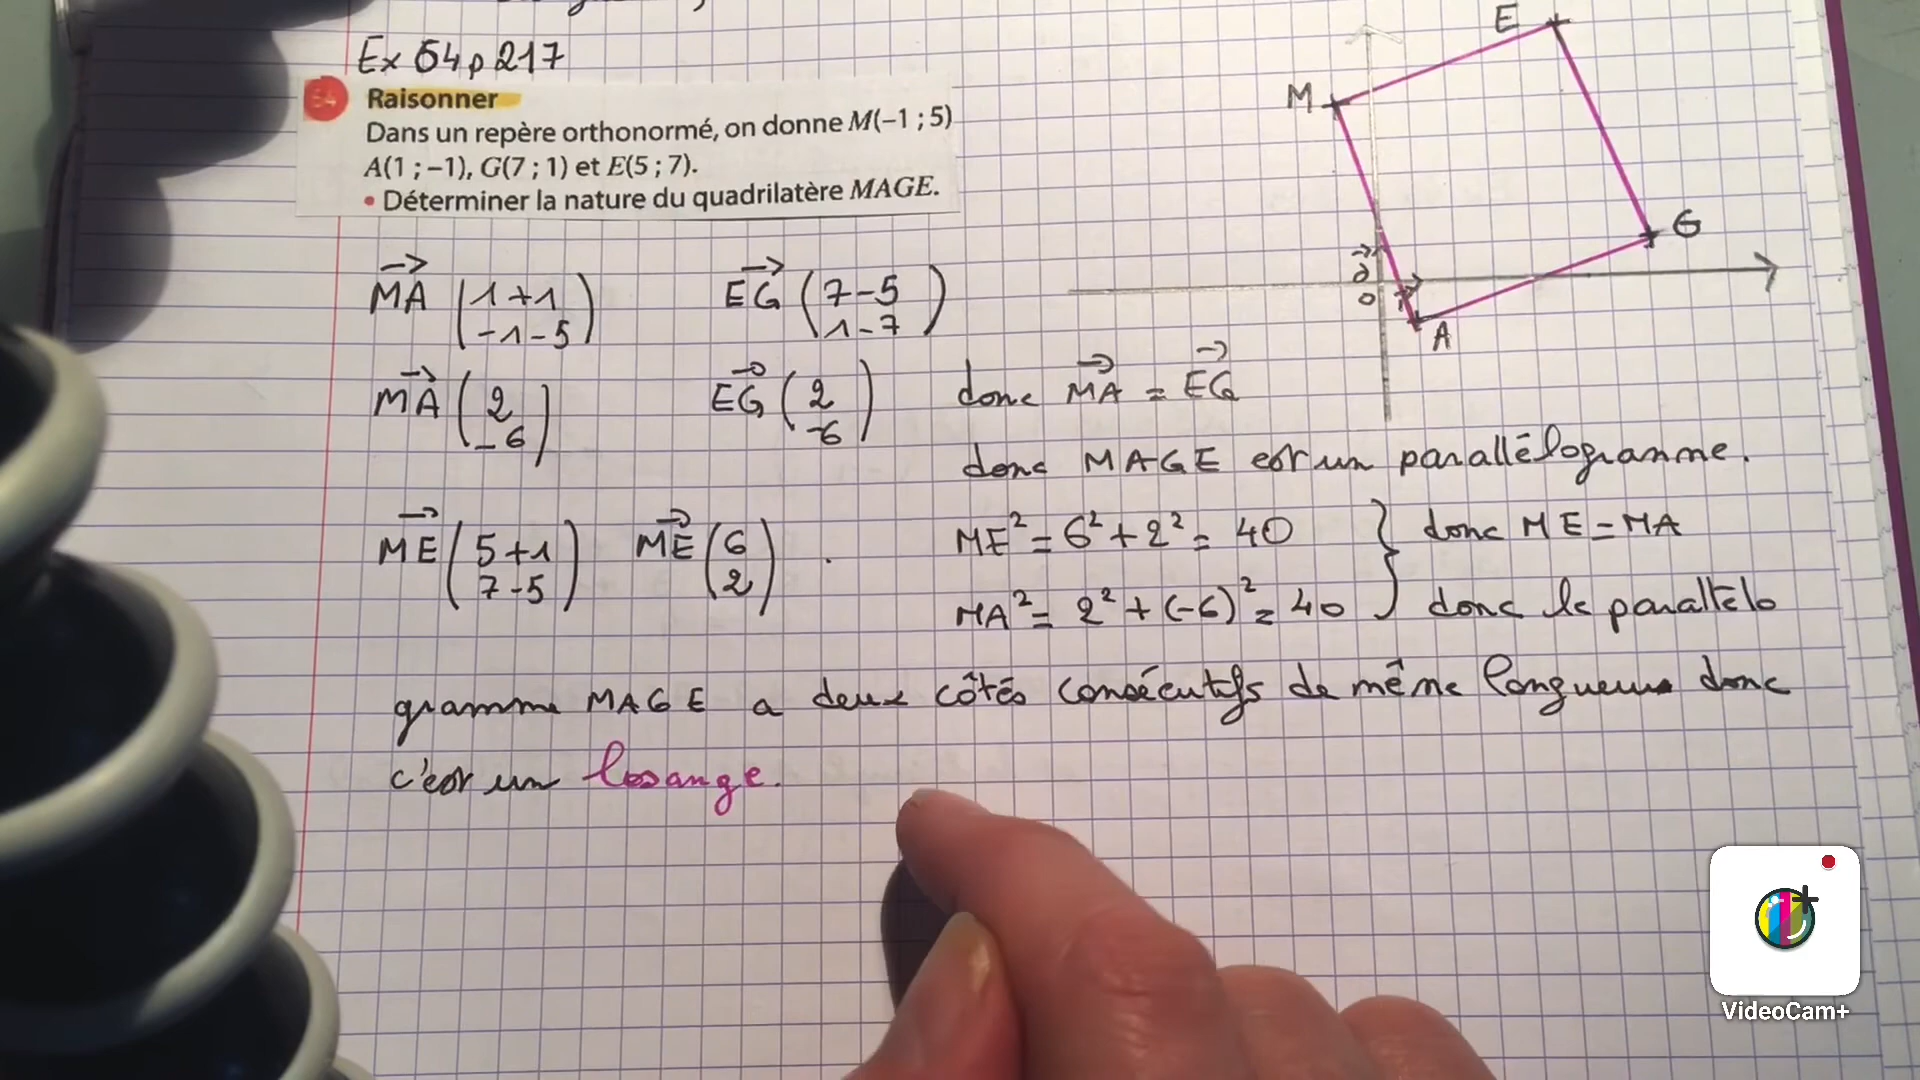 Ex 54 p 217
54 Raisonner
Dans un repère orthonormé, on donne M(−1 ; 5)
A(1 ; −1), G(7 ; 1) et E(5 ; 7).
• Déterminer la nature du quadrilatère MAGE.
E
M
G
J
O
I
A
MA→ (1+1 / -1-5) EG→ (7-5 / 1-7)
MA→ (2 / -6) EG→ (2 / -6) donc MA→ = EG→
donc MAGE est un parallélogramme.
ME→ (5+1 / 7-5) ME→ (6 / 2) . ME² = 6² + 2² = 40 } donc ME = MA
MA² = 2² + (-6)² = 40 } donc le parallélo
gramme MAGE a deux côtés consécutifs de même longueur donc
c'est un losange.
VideoCam+